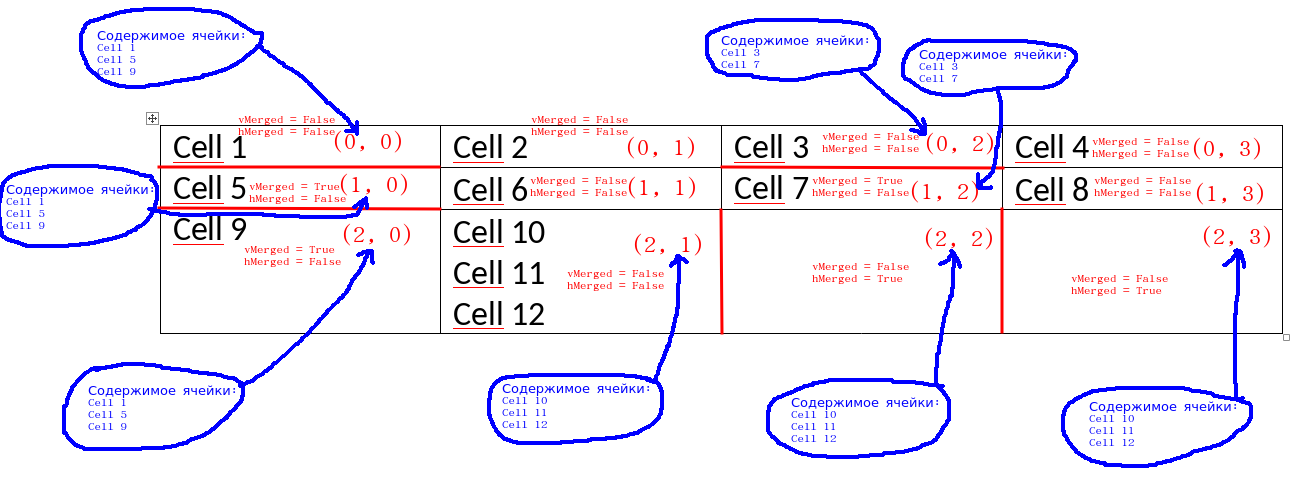 Содержимое ячейки:
Cell 1
Cell 5
Cell 9
Содержимое ячейки:
Cell 3
Cell 7
Содержимое ячейки:
Cell 3
Cell 7
vMerged = False
hMerged = False
Cell 1
(0, 0)
vMerged = False
hMerged = False
Cell 2
(0, 1)
Cell 3
vMerged = False
hMerged = False
(0, 2)
Cell 4
vMerged = False
hMerged = False
(0, 3)
Содержимое ячейки:
Cell 1
Cell 5
Cell 9
Cell 5
vMerged = True
hMerged = False
(1, 0)
Cell 6
vMerged = False
hMerged = False
(1, 1)
Cell 7
vMerged = True
hMerged = False
(1, 2)
Cell 8
vMerged = False
hMerged = False
(1, 3)
Cell 9
(2, 0)
vMerged = True
hMerged = False
Cell 10
Cell 11
Cell 12
(2, 1)
vMerged = False
hMerged = False
(2, 2)
vMerged = False
hMerged = True
(2, 3)
vMerged = False
hMerged = True
Содержимое ячейки:
Cell 1
Cell 5
Cell 9
Содержимое ячейки:
Cell 10
Cell 11
Cell 12
Содержимое ячейки:
Cell 10
Cell 11
Cell 12
Содержимое ячейки:
Cell 10
Cell 11
Cell 12